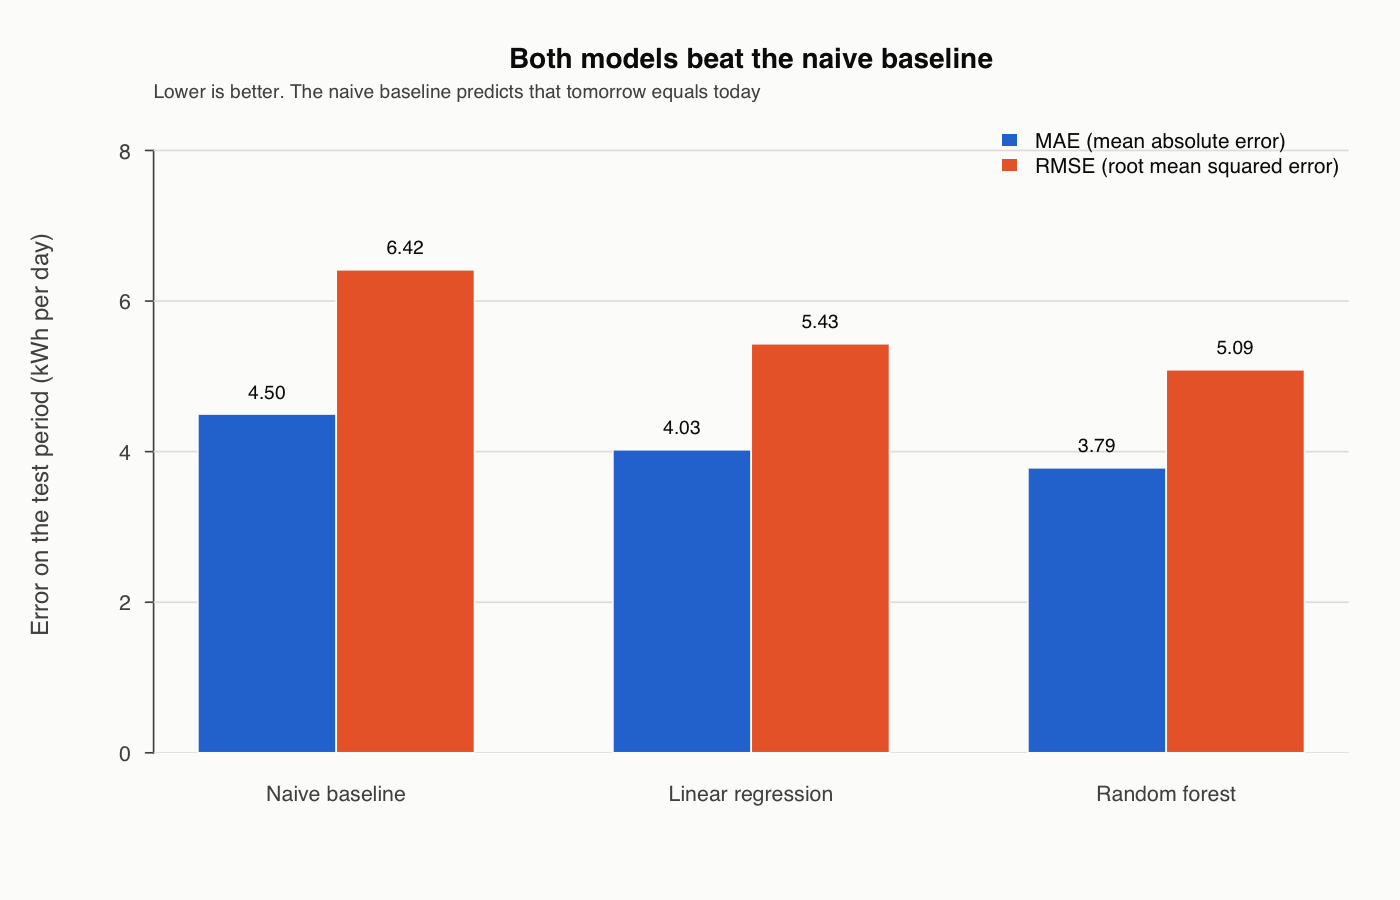 Both models beat the naive baseline
Lower is better. The naive baseline predicts that tomorrow equals today
MAE (mean absolute error)
RMSE (root mean squared error)
Error on the test period (kWh per day)
8
6
4
2
0
4.50
6.42
4.03
5.43
3.79
5.09
Naive baseline
Linear regression
Random forest